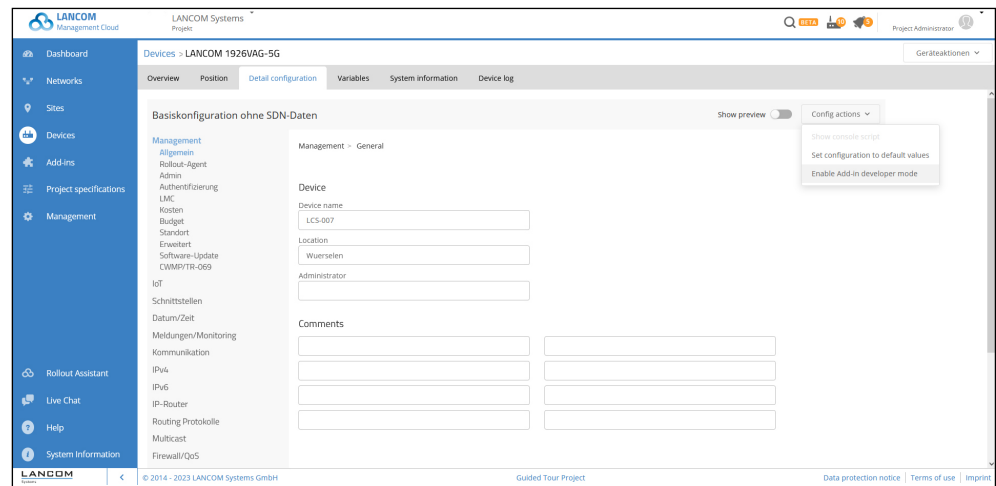 LANCOM
Management Cloud
LANCOM Systems
Projekt
BETA
Project Administrator
Dashboard
Networks
Sites
Devices
Add-ins
Project specifications
Management
Rollout Assistant
Live Chat
Help
System Information
LANCOM
Systems
Devices > LANCOM 1926VAG-5G
Geräteaktionen
Overview
Position
Detail configuration
Variables
System information
Device log
Basiskonfiguration ohne SDN-Daten
Show preview
Config actions
Show console script
Set configuration to default values
Enable Add-in developer mode
Management
Allgemein
Rollout-Agent
Admin
Authentifizierung
LMC
Kosten
Budget
Standort
Erweitert
Software-Update
CWMP/TR-069
IoT
Schnittstellen
Datum/Zeit
Meldungen/Monitoring
Kommunikation
IPv4
IPv6
IP-Router
Routing Protokolle
Multicast
Firewall/QoS
Management > General
Device
Device name
LCS-007
Location
Wuerselen
Administrator
Comments
© 2014 - 2023 LANCOM Systems GmbH
Guided Tour Project
Data protection notice | Terms of use | Imprint